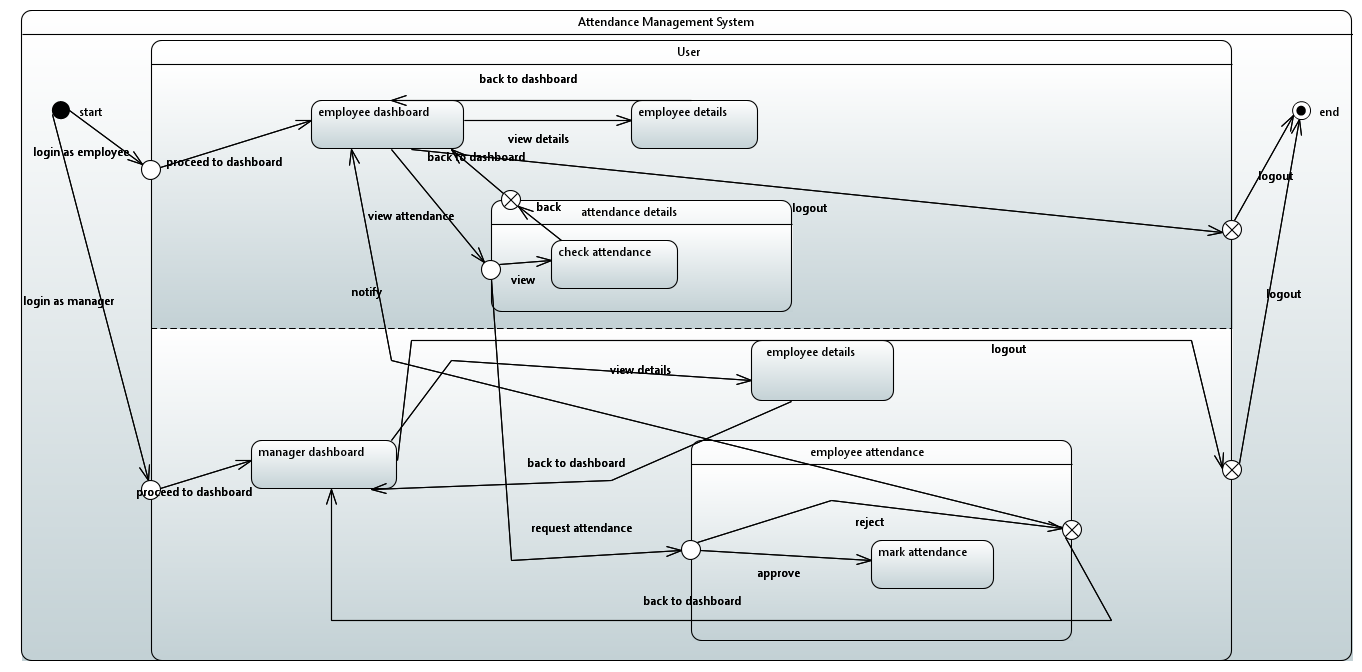 Attendance Management System
User
back to dashboard
start
employee dashboard
employee details
end
view details
login as employee
proceed to dashboard
back to dashboard
logout
view attendance
back
attendance details
logout
check attendance
view
notify
login as manager
logout
employee details
logout
view details
manager dashboard
employee attendance
back to dashboard
proceed to dashboard
request attendance
reject
mark attendance
approve
back to dashboard